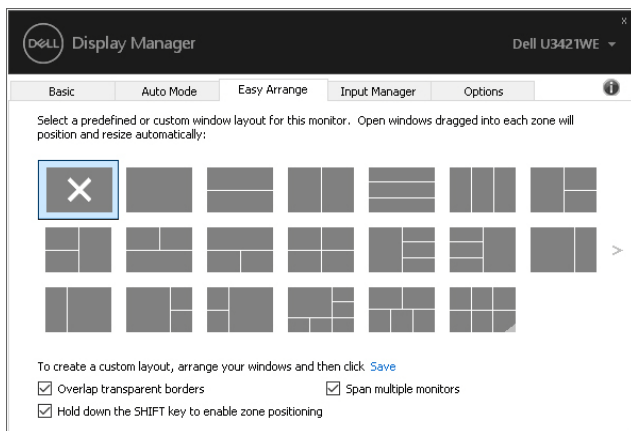 x
DELL Display Manager Dell U3421WE
Basic Auto Mode Easy Arrange Input Manager Options
Select a predefined or custom window layout for this monitor. Open windows dragged into each zone will
position and resize automatically:
>
To create a custom layout, arrange your windows and then click Save
Overlap transparent borders Span multiple monitors
Hold down the SHIFT key to enable zone positioning